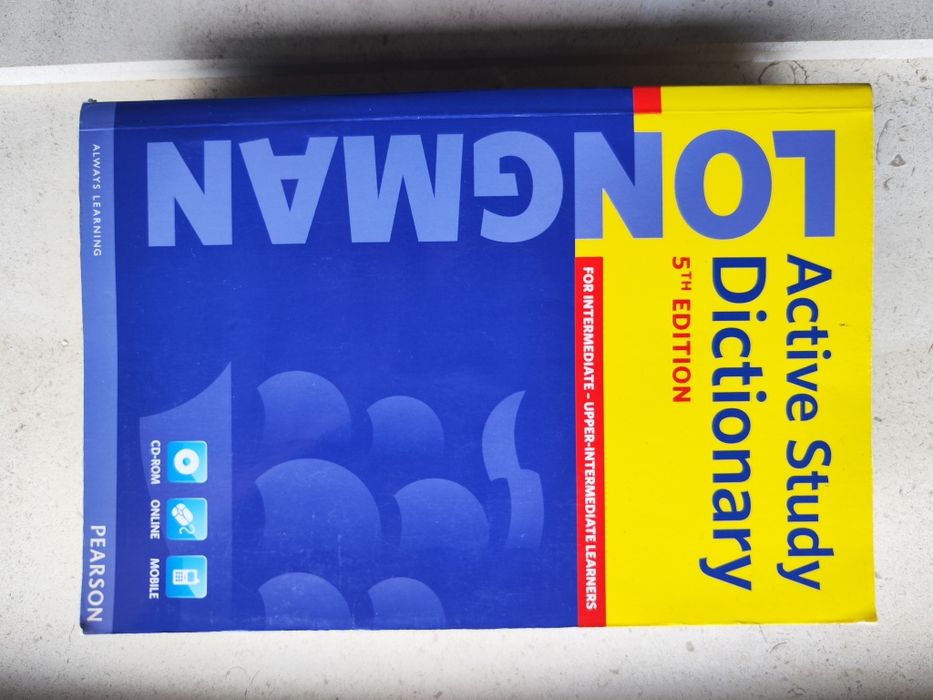 LONGMAN
Active Study
Dictionary
5TH EDITION
FOR INTERMEDIATE – UPPER-INTERMEDIATE LEARNERS
CD-ROM
ONLINE
MOBILE
ALWAYS LEARNING
PEARSON